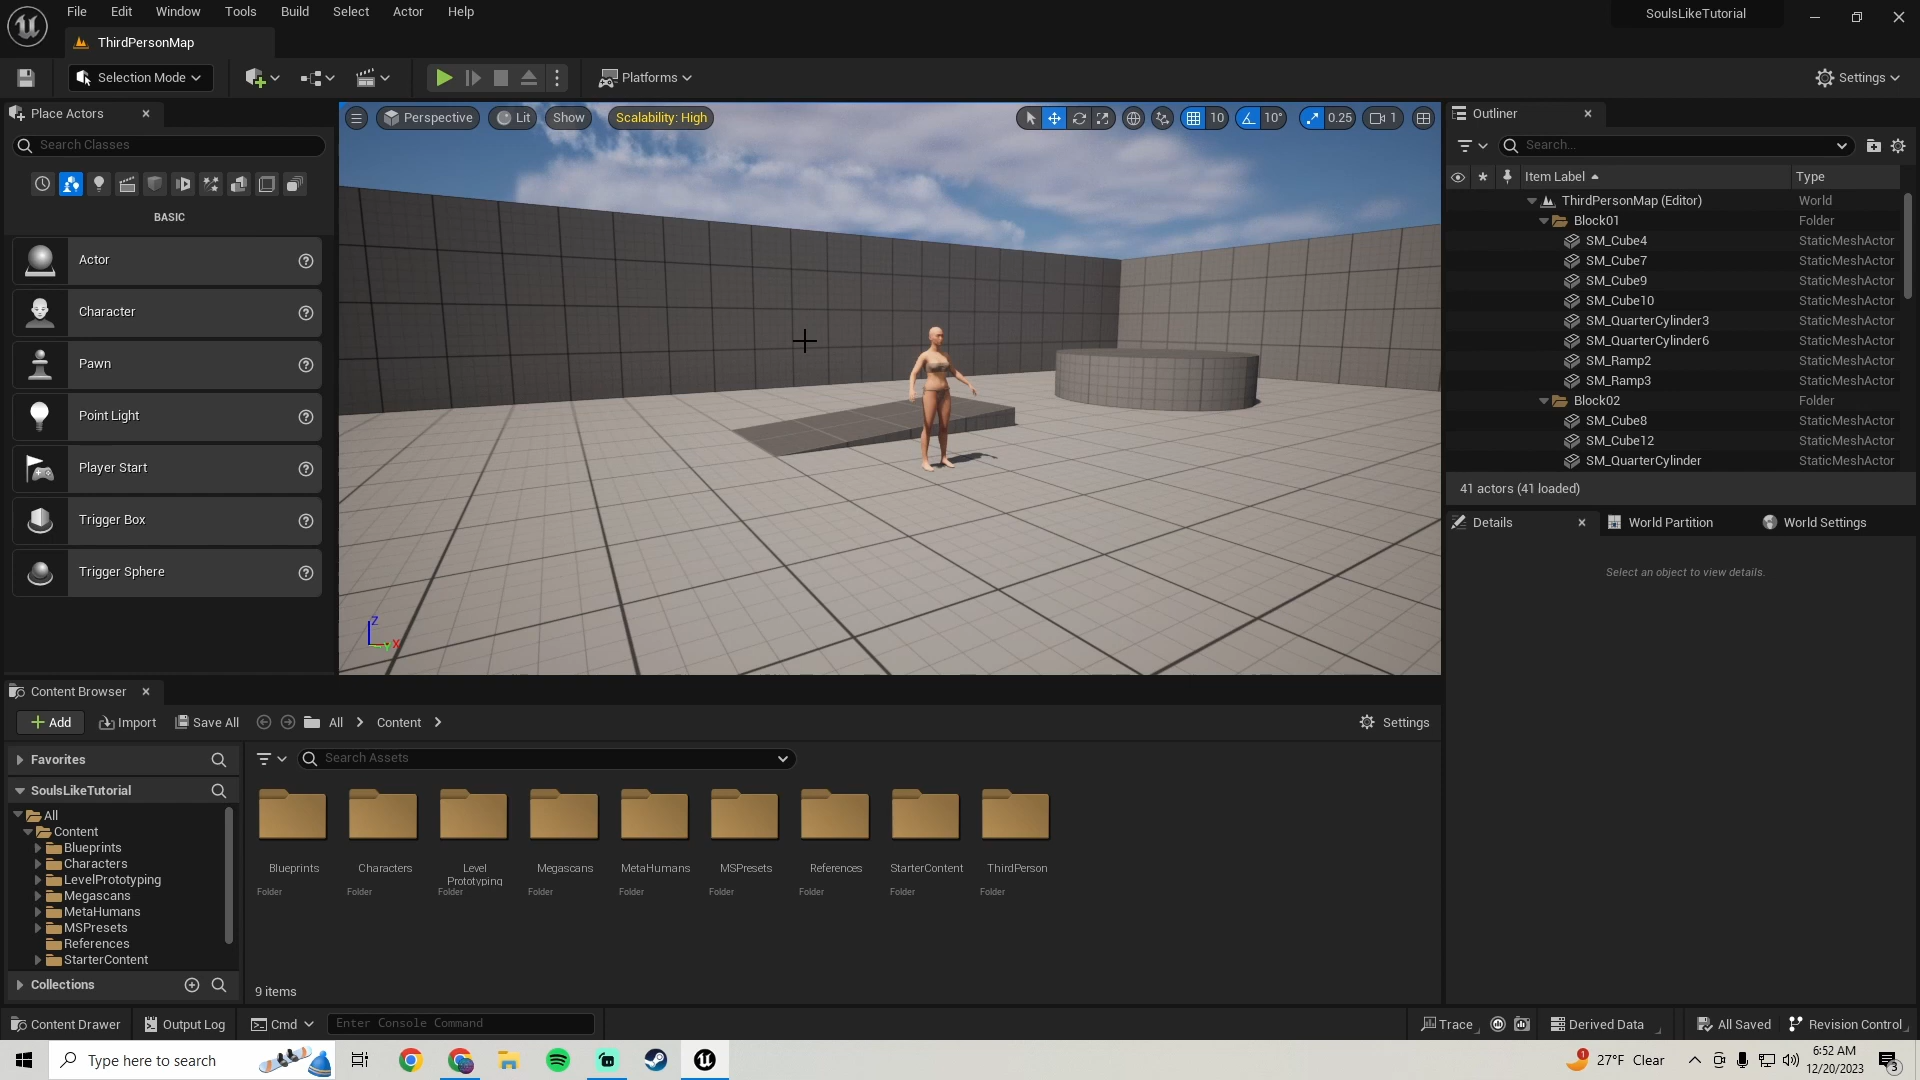 File Edit Window Tools Build Select Actor Help
SoulsLikeTutorial
ThirdPersonMap
Selection Mode
Platforms
Settings
Place Actors
Search Classes
BASIC
Actor
Character
Pawn
Point Light
Player Start
Trigger Box
Trigger Sphere
Perspective Lit Show Scalability: High
10 10° 0.25 1
Z
Y X
Outliner
Search...
Item Label Type
ThirdPersonMap (Editor) World
Block01 Folder
SM_Cube4 StaticMeshActor
SM_Cube7 StaticMeshActor
SM_Cube9 StaticMeshActor
SM_Cube10 StaticMeshActor
SM_QuarterCylinder3 StaticMeshActor
SM_QuarterCylinder6 StaticMeshActor
SM_Ramp2 StaticMeshActor
SM_Ramp3 StaticMeshActor
Block02 Folder
SM_Cube8 StaticMeshActor
SM_Cube12 StaticMeshActor
SM_QuarterCylinder StaticMeshActor
41 actors (41 loaded)
Details World Partition World Settings
Select an object to view details.
Content Browser
Add Import Save All All Content
Settings
Favorites
SoulsLikeTutorial
All
Content
Blueprints
Characters
LevelPrototyping
Megascans
MetaHumans
MSPresets
References
StarterContent
Collections
Search Assets
Blueprints Characters Level Megascans MetaHumans MSPresets References StarterContent ThirdPerson
Prototyping
Folder Folder Folder Folder Folder Folder Folder Folder Folder
9 items
Content Drawer Output Log Cmd Enter Console Command
Trace Derived Data All Saved Revision Control
Type here to search
1 27°F Clear
6:52 AM
12/20/2023
3